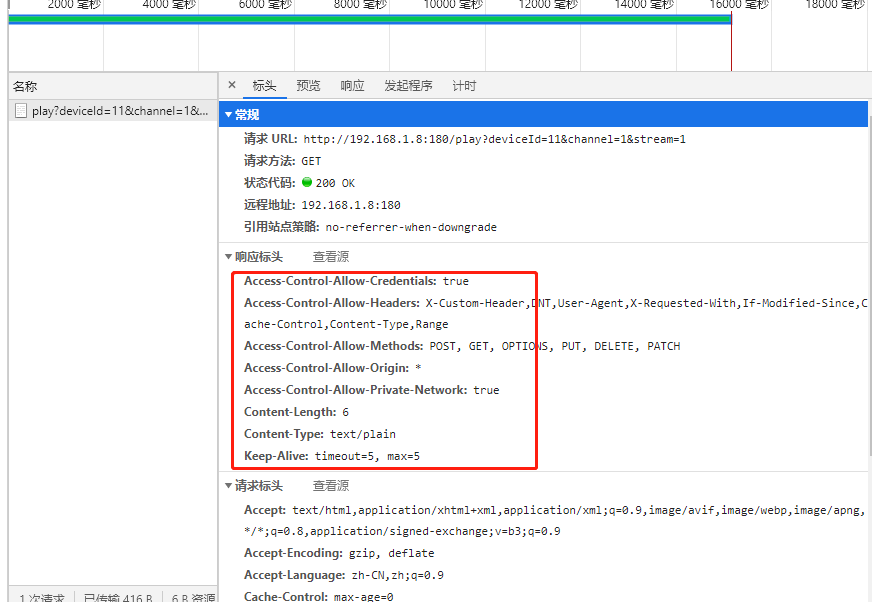 2000 毫秒 4000 毫秒 6000 毫秒 8000 毫秒 10000 毫秒 12000 毫秒 14000 毫秒 16000 毫秒 18000 毫秒
名称
× 标头 预览 响应 发起程序 计时
play?deviceId=11&channel=1&...
▼常规
请求 URL: http://192.168.1.8:180/play?deviceId=11&channel=1&stream=1
请求方法: GET
状态代码: 200 OK
远程地址: 192.168.1.8:180
引用站点策略: no-referrer-when-downgrade
▼响应标头 查看源
Access-Control-Allow-Credentials: true
Access-Control-Allow-Headers: X-Custom-Header,DNT,User-Agent,X-Requested-With,If-Modified-Since,C
ache-Control,Content-Type,Range
Access-Control-Allow-Methods: POST, GET, OPTIONS, PUT, DELETE, PATCH
Access-Control-Allow-Origin: *
Access-Control-Allow-Private-Network: true
Content-Length: 6
Content-Type: text/plain
Keep-Alive: timeout=5, max=5
▼请求标头 查看源
Accept: text/html,application/xhtml+xml,application/xml;q=0.9,image/avif,image/webp,image/apng,
*/*;q=0.8,application/signed-exchange;v=b3;q=0.9
Accept-Encoding: gzip, deflate
Accept-Language: zh-CN,zh;q=0.9
Cache-Control: max-age=0
1 次请求 已传输 416 B 6 B 资源